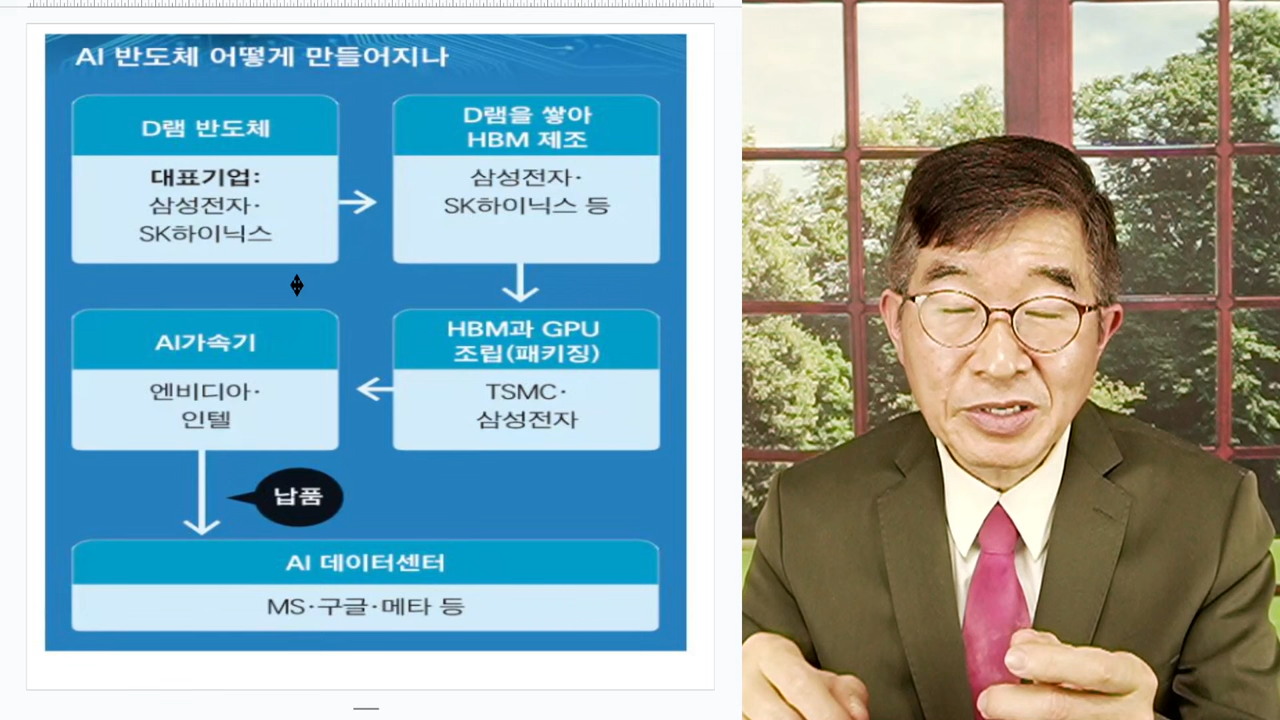 AI 반도체 어떻게 만들어지나
D램 반도체
대표기업:
삼성전자·
SK하이닉스
D램을 쌓아
HBM 제조
삼성전자·
SK하이닉스 등
HBM과 GPU
조립(패키징)
TSMC·
삼성전자
AI가속기
엔비디아·
인텔
납품
AI 데이터센터
MS·구글·메타 등